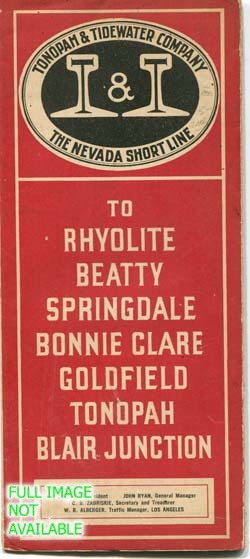 TONOPAH & TIDEWATER COMPANY
T & T
THE NEVADA SHORT LINE
TO
RHYOLITE
BEATTY
SPRINGDALE
BONNIE CLARE
GOLDFIELD
TONOPAH
BLAIR JUNCTION
JOHN RYAN, General Manager
C. B. ZABRISKIE, Secretary and Treasurer
W. R. ALBERGER, Traffic Manager, LOS ANGELES
FULL IMAGE
NOT
AVAILABLE